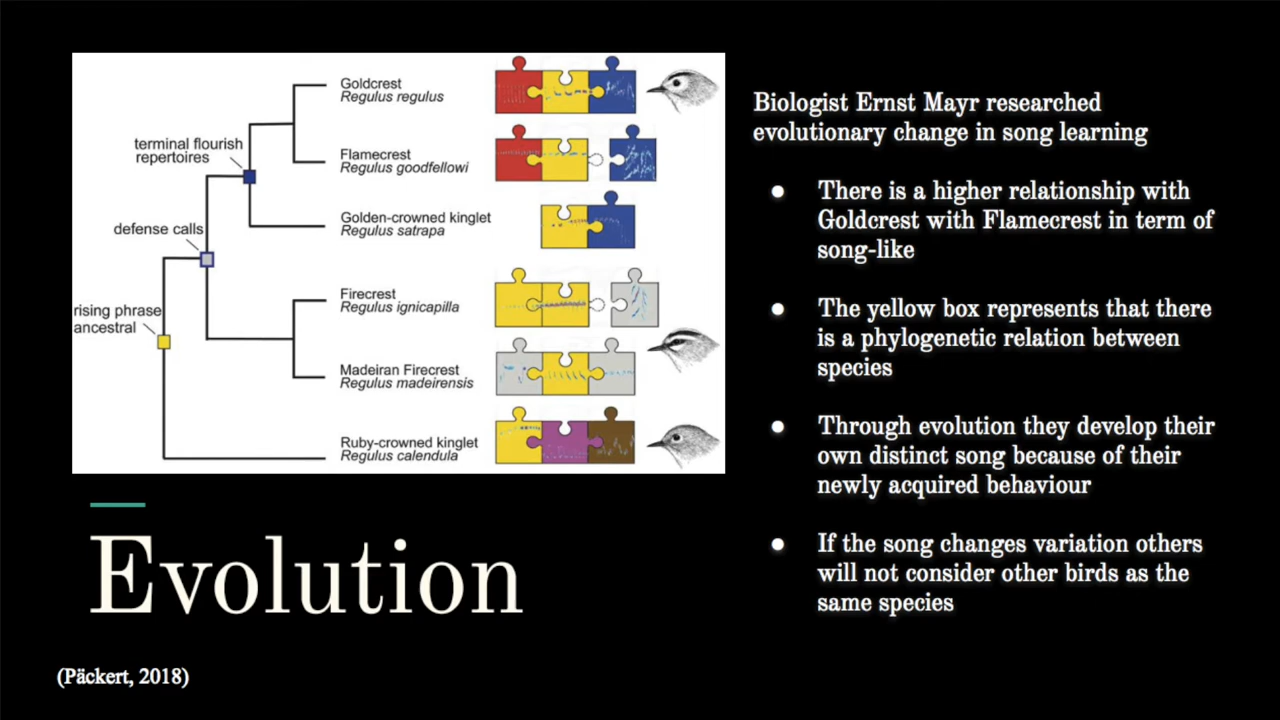 Goldcrest
Regulus regulus
terminal flourish
repertoires
Flamecrest
Regulus goodfellowi
Golden-crowned kinglet
Regulus satrapa
defense calls
Firecrest
Regulus ignicapilla
rising phrase
ancestral
Madeiran Firecrest
Regulus madeirensis
Ruby-crowned kinglet
Regulus calendula
Evolution
(Päckert, 2018)
Biologist Ernst Mayr researched
evolutionary change in song learning
● There is a higher relationship with
Goldcrest with Flamecrest in term of
song-like
● The yellow box represents that there
is a phylogenetic relation between
species
● Through evolution they develop their
own distinct song because of their
newly acquired behaviour
● If the song changes variation others
will not consider other birds as the
same species